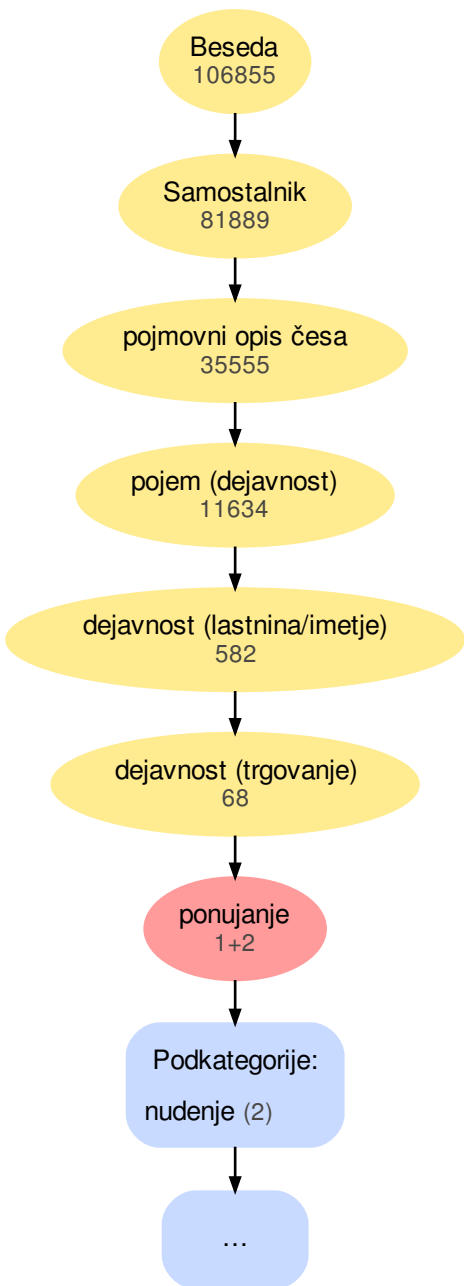 Beseda
106855
Samostalnik
81889
pojmovni opis česa
35555
pojem (dejavnost)
11634
dejavnost (lastnina/imetje)
582
dejavnost (trgovanje)
68
ponujanje
1+2
Podkategorije:
nudenje (2)
...